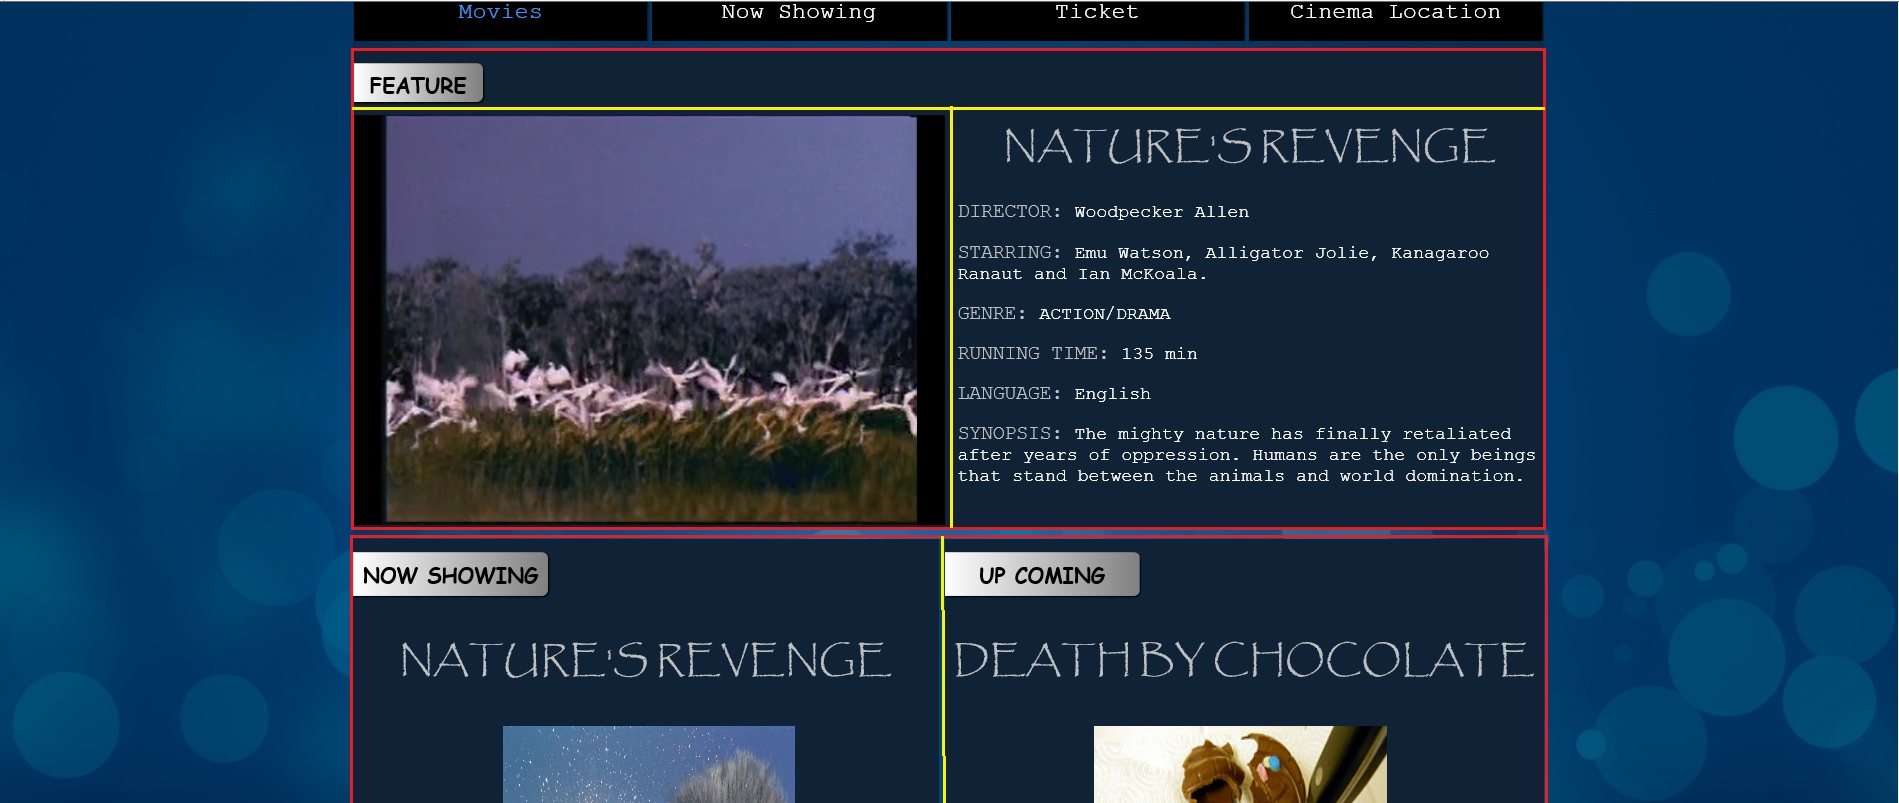 Movies Now Showing Ticket Cinema Location
FEATURE
NATURE'S REVENGE
DIRECTOR: Woodpecker Allen
STARRING: Emu Watson, Alligator Jolie, Kanagaroo
Ranaut and Ian McKoala.
GENRE: ACTION/DRAMA
RUNNING TIME: 135 min
LANGUAGE: English
SYNOPSIS: The mighty nature has finally retaliated
after years of oppression. Humans are the only beings
that stand between the animals and world domination.
NOW SHOWING
NATURE'S REVENGE
UP COMING
DEATH BY CHOCOLATE